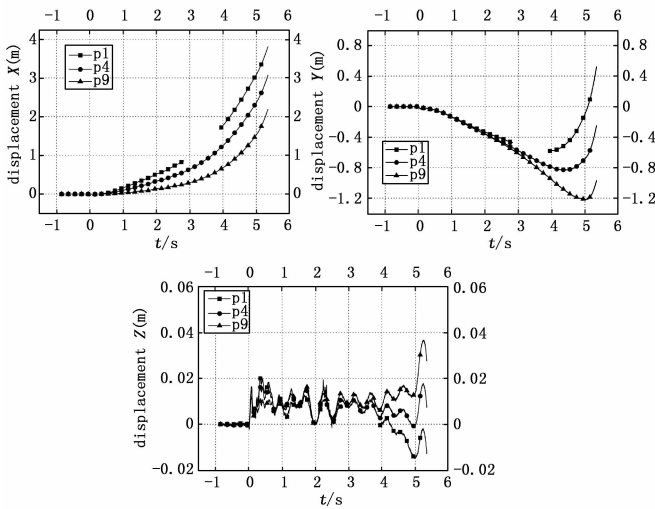 -1 0 1 2 3 4 5 6
4 4
p1
p4
p9
3 3
2 2
1 1
0 0
displacement X(m)
-1 0 1 2 3 4 5 6
t/s
-1 0 1 2 3 4 5 6
0.8 0.8
0.4 0.4
0 0
-0.4 -0.4
p1
p4
p9
-0.8 -0.8
-1.2 -1.2
displacement Y(m)
-1 0 1 2 3 4 5 6
t/s
-1 0 1 2 3 4 5 6
0.06 0.06
p1
p4
p9
0.04 0.04
0.02 0.02
0 0
-0.02 -0.02
displacement Z(m)
-1 0 1 2 3 4 5 6
t/s